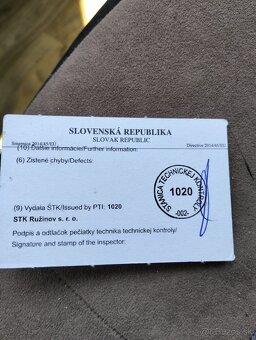 SLOVENSKÁ REPUBLIKA
SLOVAK REPUBLIC
Smernica 2014/45/EÚ
Directive 2014/45/EU
(10) Ďalšie informácie/Further information:
(6) Zistené chyby/Defects:
STANICA TECHNICKEJ KONTROLY
1020
-002-
(9) Vydala STK/Issued by PTI: 1020
STK Ružinov s. r. o.
Podpis a odtlačok pečiatky technika technickej kontroly/
Signature and stamp of the inspector: